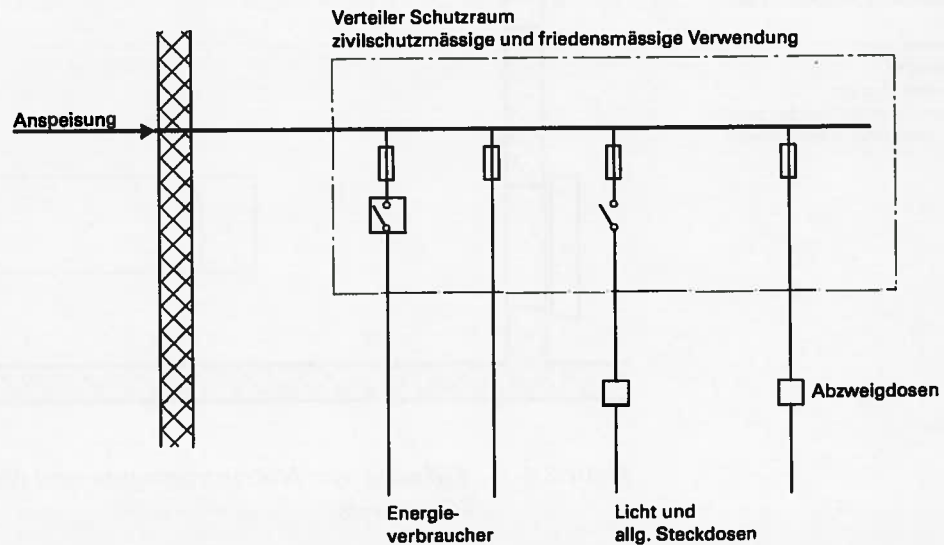 Verteiler Schutzraum
zivilschutzmässige und friedensmässige Verwendung
Anspeisung
Abzweigdosen
Energie-
verbraucher
Licht und
allg. Steckdosen